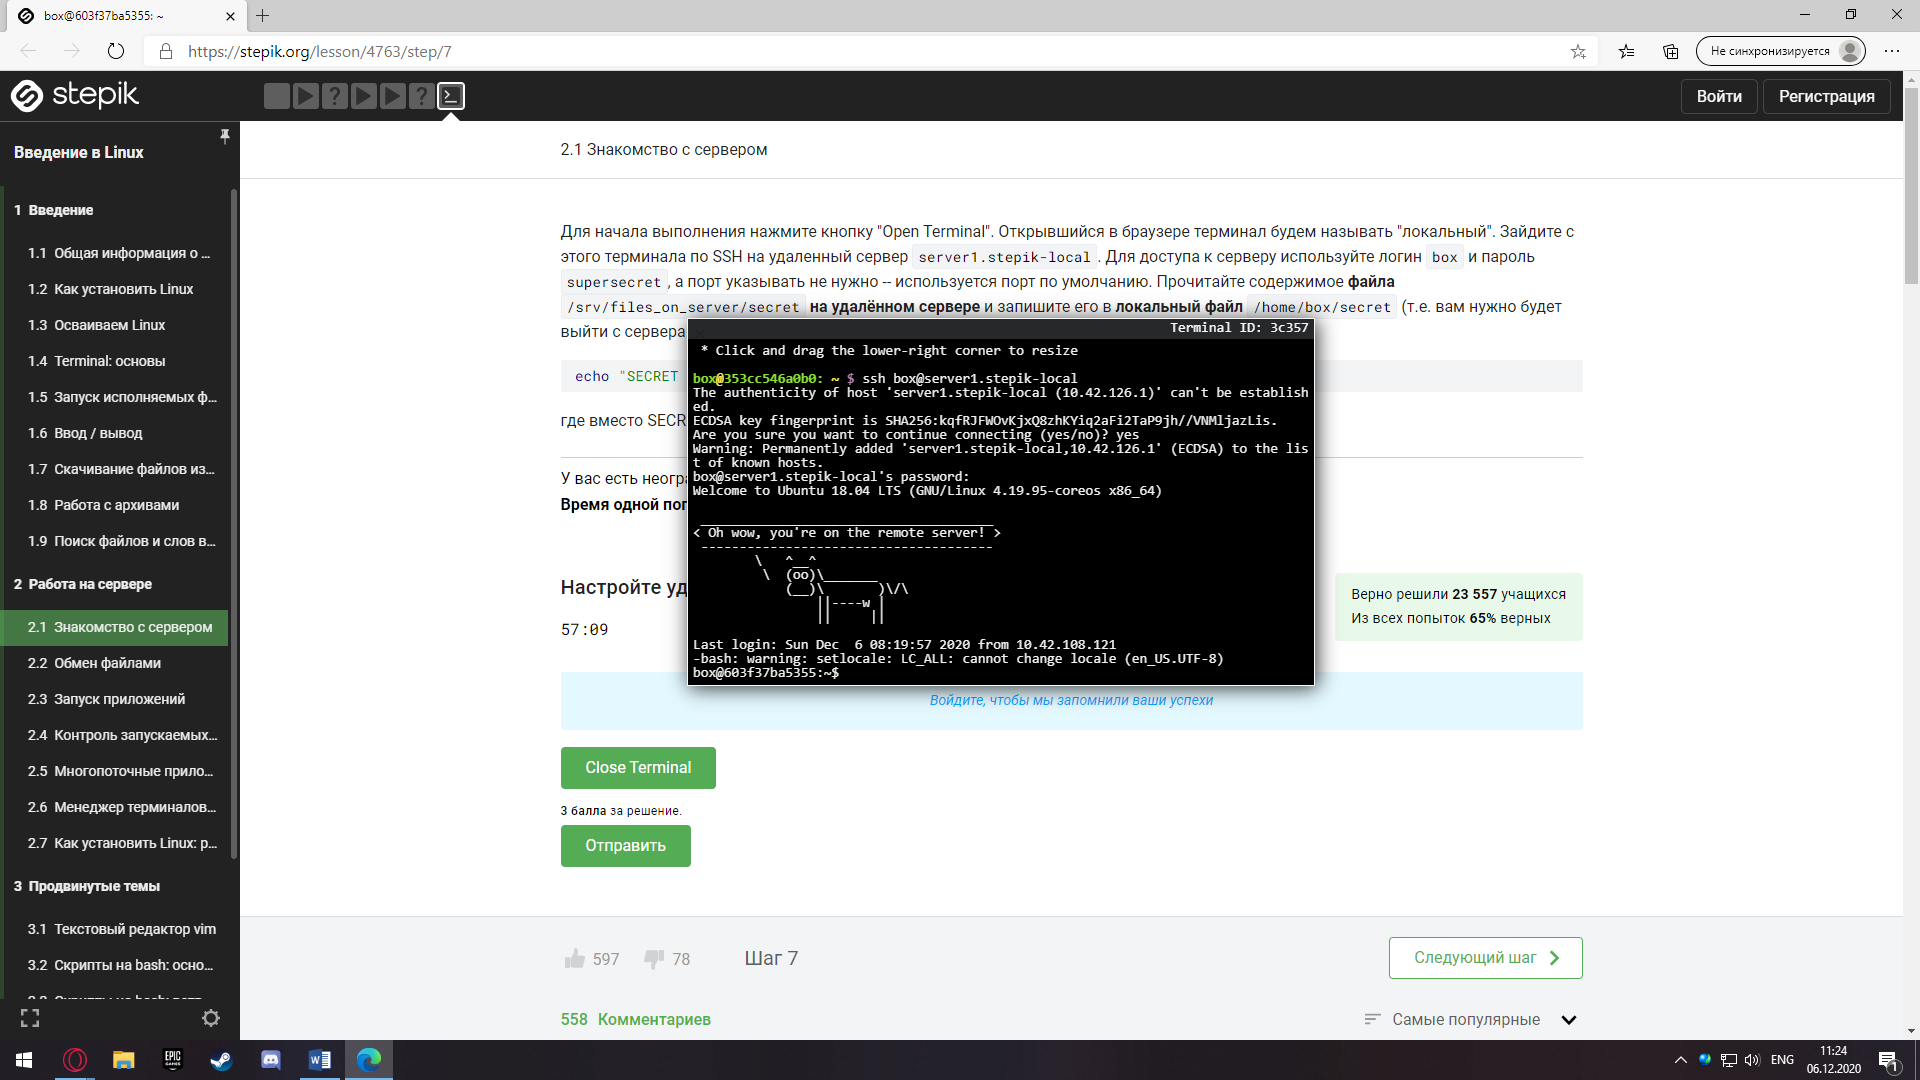 box@603f37ba5355: ~
https://stepik.org/lesson/4763/step/7
Не синхронизируется
stepik
Войти
Регистрация
Введение в Linux
1 Введение
1.1 Общая информация о ...
1.2 Как установить Linux
1.3 Осваиваем Linux
1.4 Terminal: основы
1.5 Запуск исполняемых ф...
1.6 Ввод / вывод
1.7 Скачивание файлов из...
1.8 Работа с архивами
1.9 Поиск файлов и слов в...
2 Работа на сервере
2.1 Знакомство с сервером
2.2 Обмен файлами
2.3 Запуск приложений
2.4 Контроль запускаемых...
2.5 Многопоточные прило...
2.6 Менеджер терминалов...
2.7 Как установить Linux: р...
3 Продвинутые темы
3.1 Текстовый редактор vim
3.2 Скрипты на bash: осно...
2.1 Знакомство с сервером
Для начала выполнения нажмите кнопку "Open Terminal". Открывшийся в браузере терминал будем называть "локальный". Зайдите с
этого терминала по SSH на удаленный сервер server1.stepik-local . Для доступа к серверу используйте логин box и пароль
supersecret , а порт указывать не нужно -- используется порт по умолчанию. Прочитайте содержимое файла
/srv/files_on_server/secret на удалённом сервере и запишите его в локальный файл /home/box/secret (т.е. вам нужно будет
выйти с сервера
echo "SECRET
где вместо SECR
У вас есть неогр
Время одной поп
Terminal ID: 3c357
* Click and drag the lower-right corner to resize
box@353cc546a0b0: ~ $ ssh box@server1.stepik-local
The authenticity of host 'server1.stepik-local (10.42.126.1)' can't be establish
ed.
ECDSA key fingerprint is SHA256:kqfRJFWOvKjxQ8zhKYiq2aFi2TaP9jh//VNMljazLis.
Are you sure you want to continue connecting (yes/no)? yes
Warning: Permanently added 'server1.stepik-local,10.42.126.1' (ECDSA) to the lis
t of known hosts.
box@server1.stepik-local's password:
Welcome to Ubuntu 18.04 LTS (GNU/Linux 4.19.95-coreos x86_64)
< Oh wow, you're on the remote server! >
\ ^__^
\ (oo)\_______
(__)\ )\/\
||----w |
|| ||
Last login: Sun Dec  6 08:19:57 2020 from 10.42.108.121
-bash: warning: setlocale: LC_ALL: cannot change locale (en_US.UTF-8)
box@603f37ba5355:~$
Настройте уд
57:09
Верно решили 23 557 учащихся
Из всех попыток 65% верных
Войдите, чтобы мы запомнили ваши успехи
Close Terminal
3 балла за решение.
Отправить
597
78
Шаг 7
Следующий шаг
558 Комментариев
Самые популярные
EPIC GAMES
ENG
11:24
06.12.2020
1